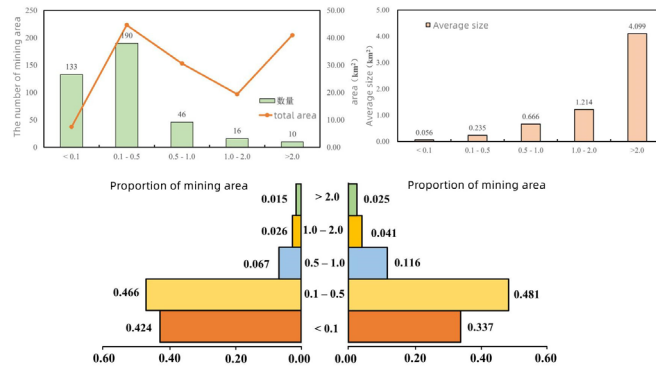 250
200
150
100
50
0
The number of mining area
133
190
46
16
10
数量
total area
< 0.1
0.1 - 0.5
0.5 - 1.0
1.0 - 2.0
>2.0
50.00
40.00
30.00
20.00
10.00
0.00
area (km²)
Average size (km²)
5.000
4.000
3.000
2.000
1.000
0.000
Average size
0.056
0.235
0.666
1.214
4.099
< 0.1
0.1 - 0.5
0.5 - 1.0
1.0 - 2.0
>2.0
Proportion of mining area
Proportion of mining area
0.015 > 2.0 0.025
0.026 1.0 – 2.0 0.041
0.067 0.5 – 1.0 0.116
0.466 0.1 – 0.5 0.481
0.424 < 0.1 0.337
0.60 0.40 0.20 0.00 0.00 0.20 0.40 0.60